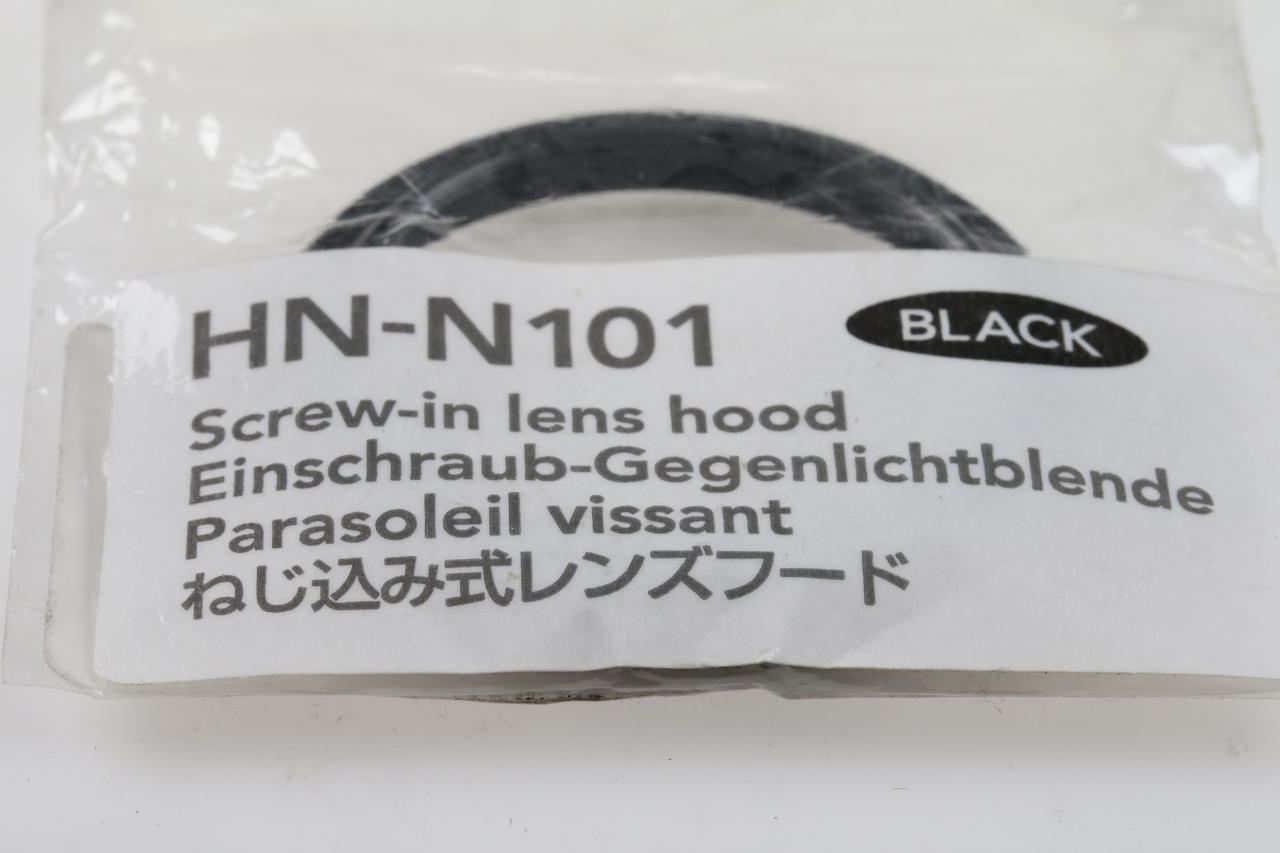 HN-N101
BLACK
Screw-in lens hood
Einschraub-Gegenlichtblende
Parasoleil vissant
ねじ込み式レンズフード